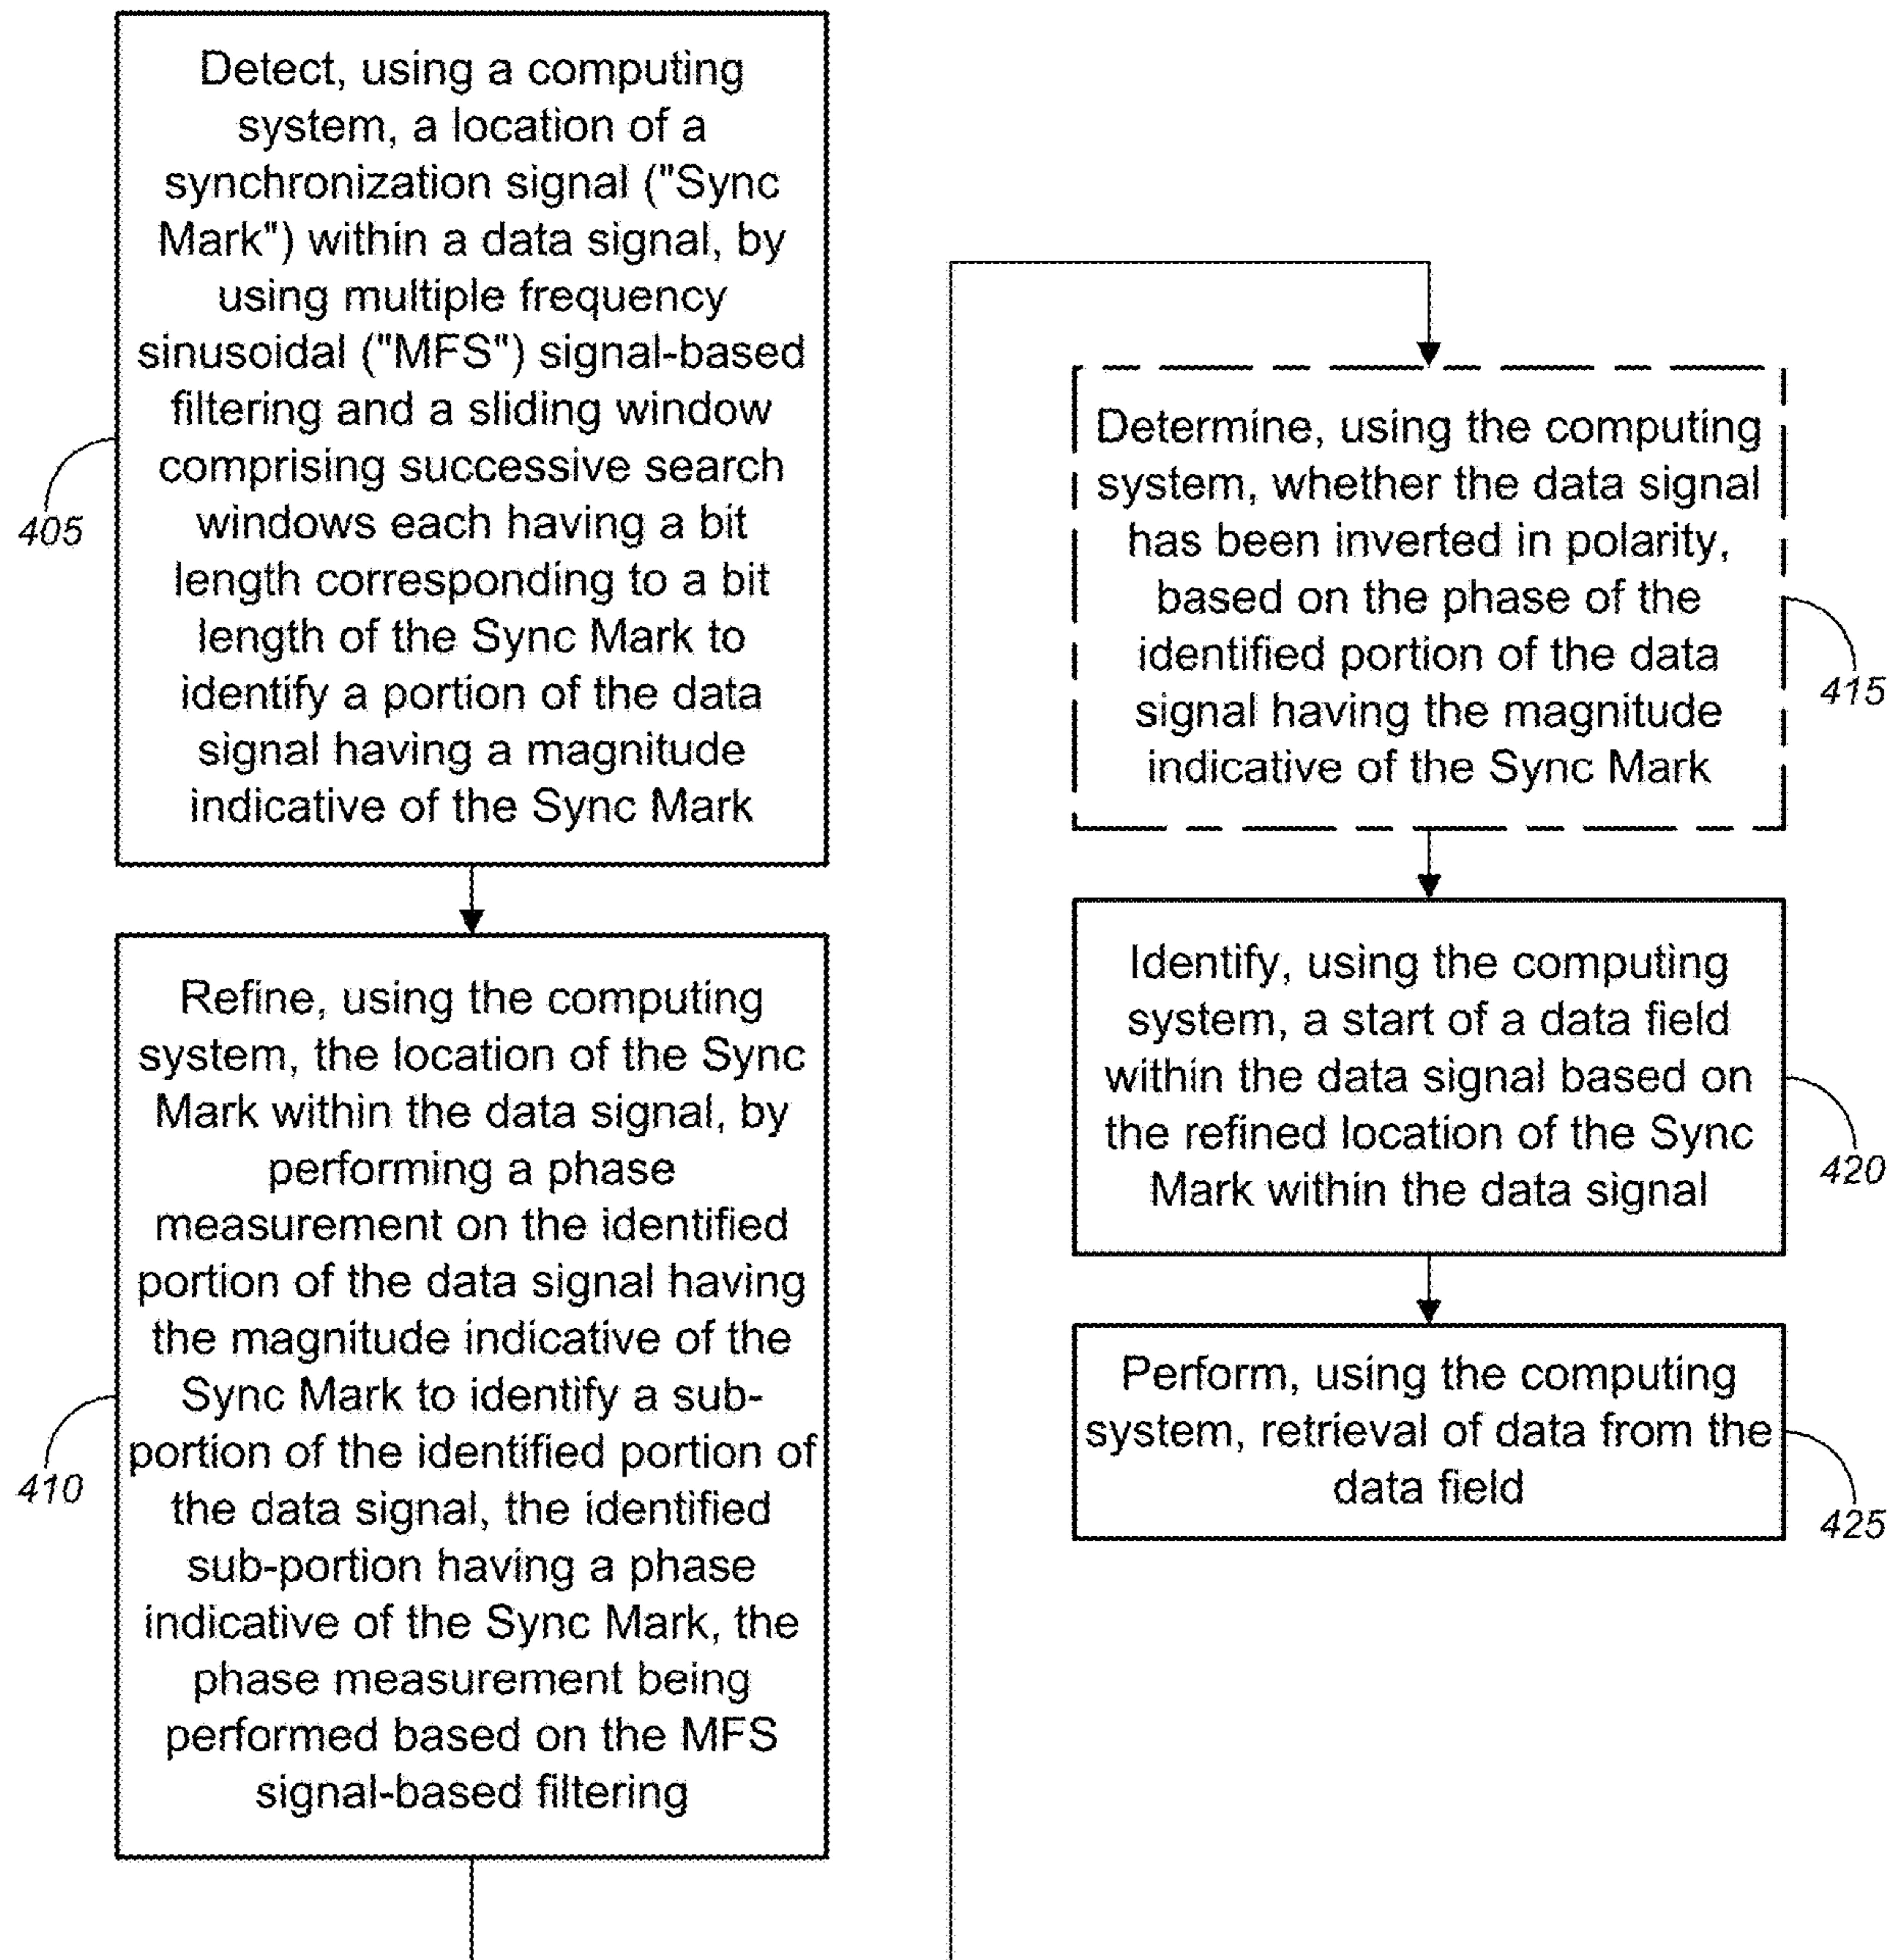 Detect, using a computing
system, a location of a
synchronization signal ("Sync
Mark") within a data signal, by
using multiple frequency
sinusoidal ("MFS") signal-based
filtering and a sliding window
comprising successive search
windows each having a bit
length corresponding to a bit
length of the Sync Mark to
identify a portion of the data
signal having a magnitude
indicative of the Sync Mark
405
Refine, using the computing
system, the location of the Sync
Mark within the data signal, by
performing a phase
measurement on the identified
portion of the data signal having
the magnitude indicative of the
Sync Mark to identify a sub-
portion of the identified portion of
the data signal, the identified
sub-portion having a phase
indicative of the Sync Mark, the
phase measurement being
performed based on the MFS
signal-based filtering
410
Determine, using the computing
system, whether the data signal
has been inverted in polarity,
based on the phase of the
identified portion of the data
signal having the magnitude
indicative of the Sync Mark
415
Identify, using the computing
system, a start of a data field
within the data signal based on
the refined location of the Sync
Mark within the data signal
420
Perform, using the computing
system, retrieval of data from the
data field
425